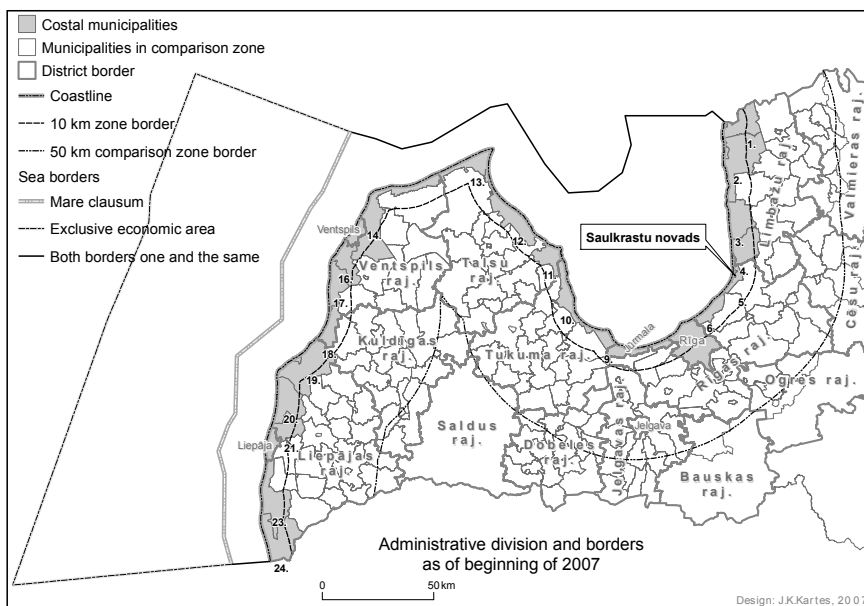 Costal municipalities
Municipalities in comparison zone
District border
Coastline
10 km zone border
50 km comparison zone border
Sea borders
Mare clausum
Exclusive economic area
Both borders one and the same
1.
2.
3.
4.
5.
6.
Limbažu raj.
Valmieras raj.
Cēsu rajs.
Saulkrastu novads
13.
12.
11.
10.
9.
Ventspils
14.
16.
17.
18.
19.
20.
21.
23.
24.
Ventspils
raj.
Talsu
raj.
Kuldīgas
raj.
Tukuma raj.
Jūrmala
Rīga
Rīgas raj.
Ogres raj.
Saldus
raj.
Dobeles
raj.
Jelgavas raj.
Jelgava
Bauskas
raj.
Liepāja
Liepājas
raj.
Administrative division and borders
as of beginning of 2007
0 50 km
Design: J.K.Kartes, 2007